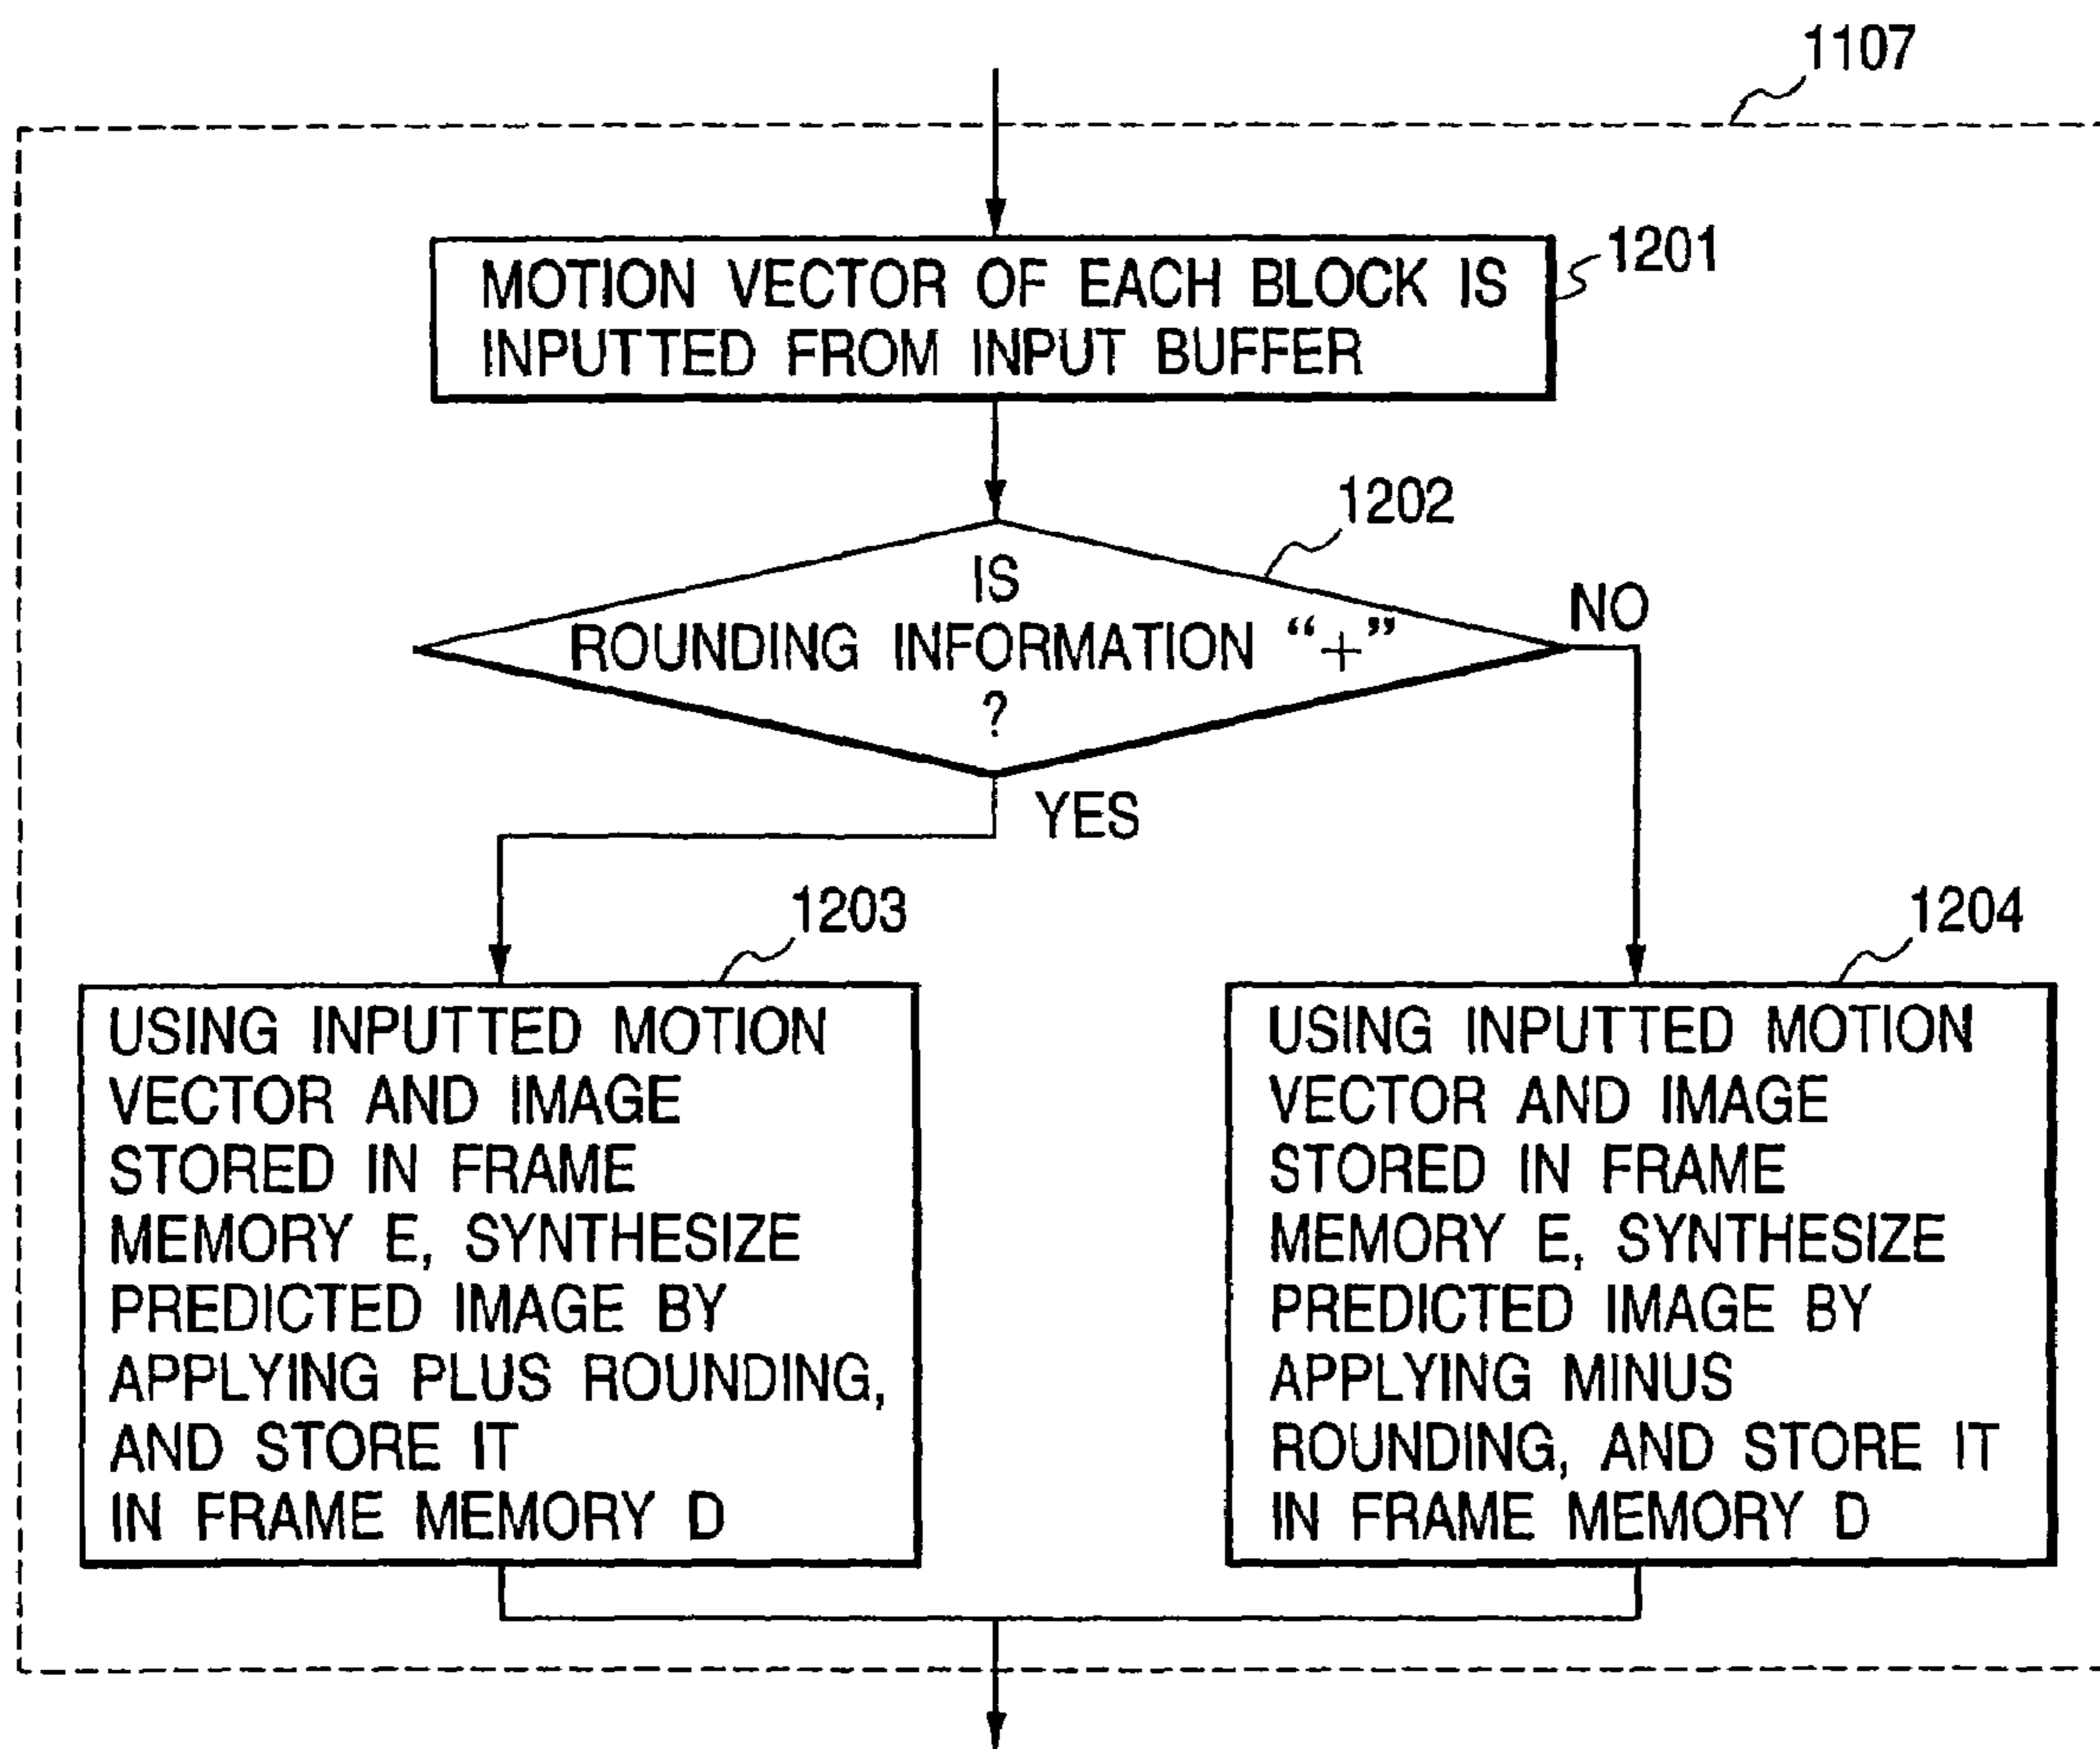 1107
MOTION VECTOR OF EACH BLOCK IS
INPUTTED FROM INPUT BUFFER
1201
1202
IS
ROUNDING INFORMATION “+”
?
NO
YES
1203
USING INPUTTED MOTION
VECTOR AND IMAGE
STORED IN FRAME
MEMORY E, SYNTHESIZE
PREDICTED IMAGE BY
APPLYING PLUS ROUNDING,
AND STORE IT
IN FRAME MEMORY D
1204
USING INPUTTED MOTION
VECTOR AND IMAGE
STORED IN FRAME
MEMORY E, SYNTHESIZE
PREDICTED IMAGE BY
APPLYING MINUS
ROUNDING, AND STORE IT
IN FRAME MEMORY D